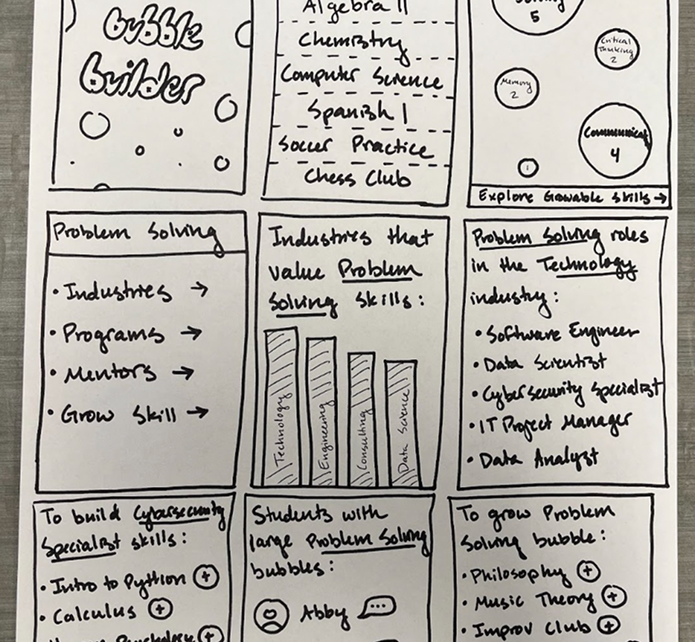 bubble
builder
Algebra II
Chemistry
Computer Science
Spanish 1
Soccer Practice
Chess Club
5
Critical
Thinking
2
Memory
2
Communicat
4
Explore Growable Skills →
Problem Solving
• Industries →
• Programs →
• Mentors →
• Grow Skill →
Industries that
value Problem
Solving skills:
Technology
Engineering
Consulting
Data Science
Problem Solving roles
in the Technology
industry:
• Software Engineer
• Data Scientist
• Cybersecurity Specialist
• IT Project Manager
• Data Analyst
To build Cybersecurity
Specialist skills:
• Intro to Python +
• Calculus +
Psychology +
Students with
large Problem Solving
bubbles:
Abby
To grow Problem
Solving bubble:
• Philosophy +
• Music Theory +
• Improv Club +